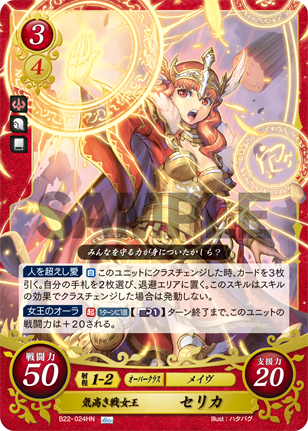 3
4
SAMPLE
みんなを守る力が身についたかしら?
人を超えし愛 自 このユニットにクラスチェンジした時、カードを3枚
引く。自分の手札を2枚選び、退避エリアに置く。このスキルはスキル
の効果でクラスチェンジした場合は発動しない。
女王のオーラ 起 1ターンに1回 【 1】ターン終了まで、このユニットの
戦闘力は+20される。
戦闘力
50
射程 1-2 オーバークラス メイヴ
気高き戦女王 セリカ
支援力
20
B22-024HN
Illust:ハタパグ